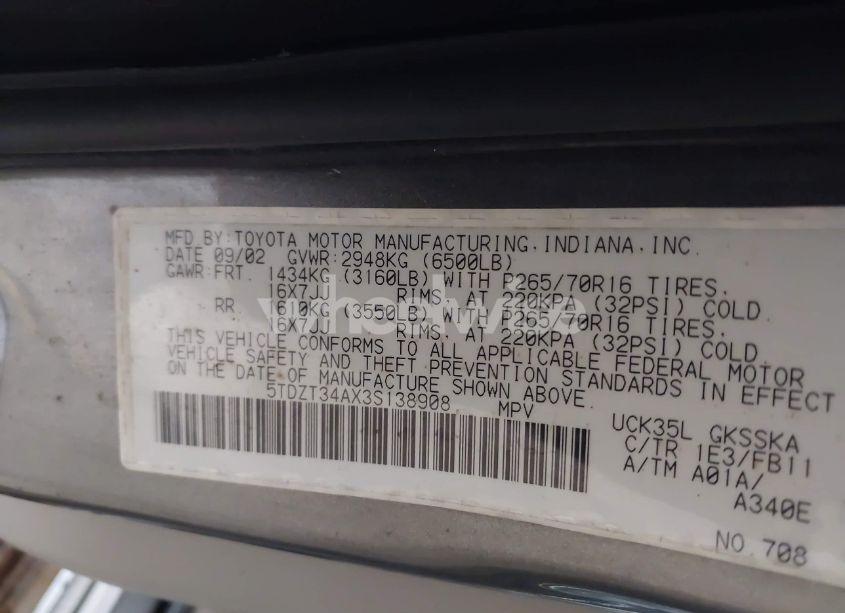 MFD.BY:TOYOTA MOTOR MANUFACTURING.INDIANA,INC.
DATE 09/02 GVWR:2948KG (6500LB)
GAWR:FRT. 1434KG (3160LB) WITH P265/70R16 TIRES.
16X7JJ RIMS. AT 220KPA (32PSI) COLD.
RR. 1610KG (3550LB) WITH P265/70R16 TIRES.
16X7JJ RIMS. AT 220KPA (32PSI) COLD.
THIS VEHICLE CONFORMS TO ALL APPLICABLE FEDERAL MOTOR
VEHICLE SAFETY AND THEFT PREVENTION STANDARDS IN EFFECT
ON THE DATE OF MANUFACTURE SHOWN ABOVE.
5TDZT34AX3S138908 MPV
UCK35L GKSSKA
C/TR 1E3/FB11
A/TM A01A/
A340E
NO.708
wheelwise